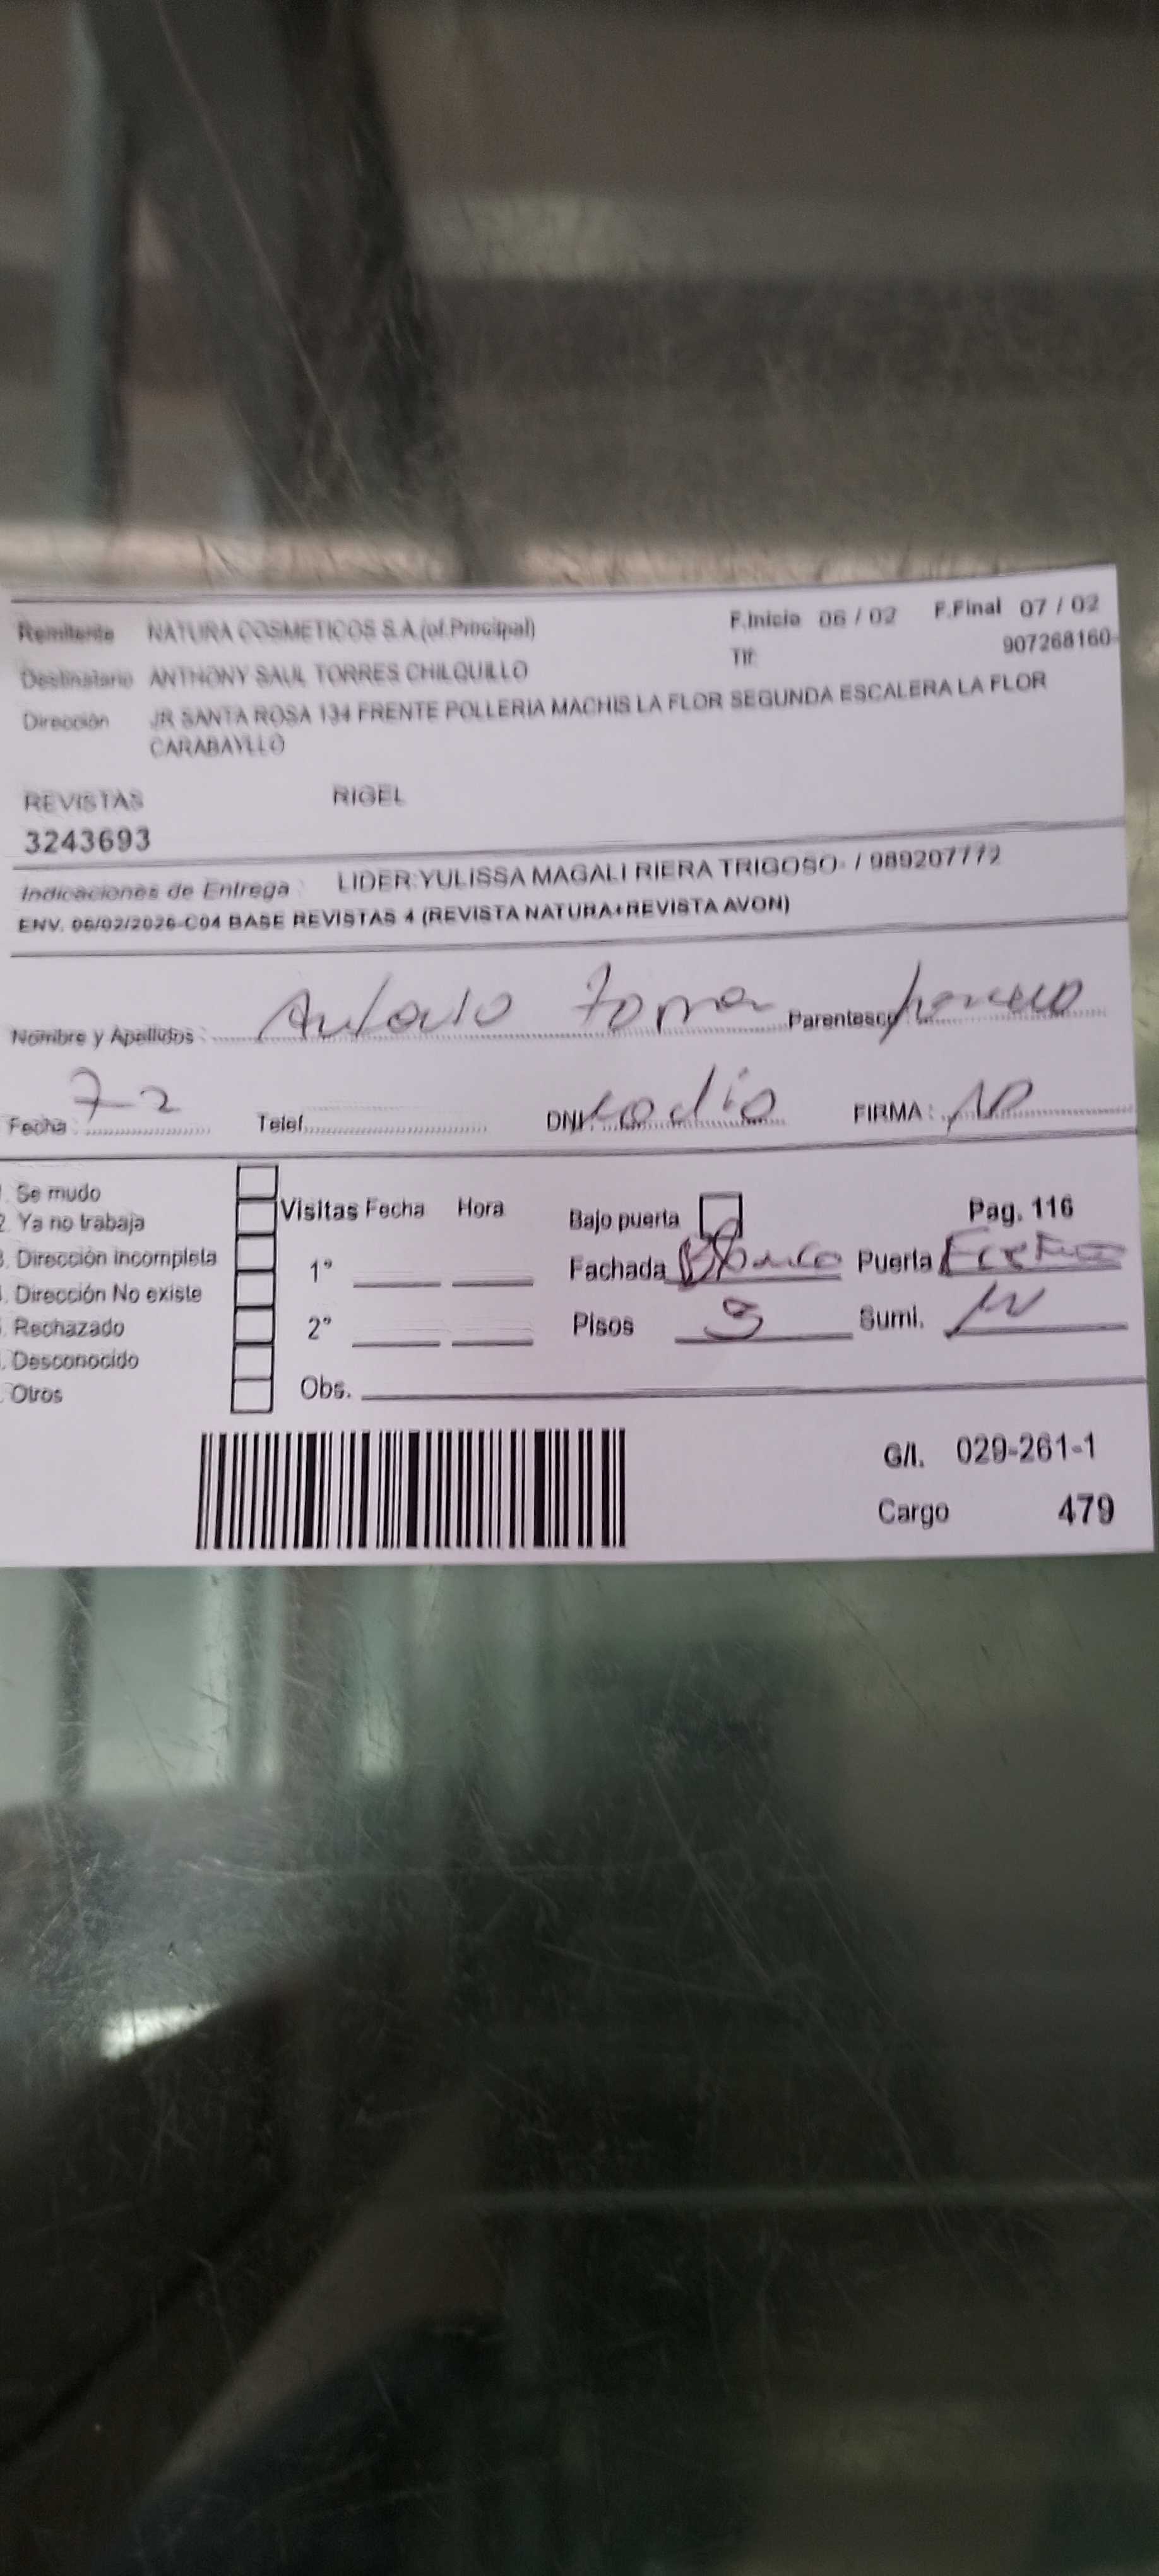 Remitente NATURA COSMETICOS S.A.(of.Principal) F.Inicio 06 / 02 F.Final 07 / 02
Destinatario ANTHONY SAUL TORRES CHILQUILLO Tlf: 907268160-
Dirección JR SANTA ROSA 134 FRENTE POLLERIA MACHIS LA FLOR SEGUNDA ESCALERA LA FLOR
CARABAYLLO
REVISTAS RIGEL
3243693
Indicaciones de Entrega : LIDER:YULISSA MAGALI RIERA TRIGOSO- / 989207772
ENV. 06/02/2026-C04 BASE REVISTAS 4 (REVISTA NATURA+REVISTA AVON)
Nombre y Apellidos : Parentesco
Fecha : 7-2 Telef. DNI: FIRMA :
Se mudo
Ya no trabaja Visitas Fecha Hora Bajo puerta Pag. 116
Dirección incompleta 1° Fachada Blanco Puerta
Dirección No existe
Rechazado 2° Pisos 3 Sumi.
Desconocido
Otros Obs.
G/I. 029-261-1
Cargo 479